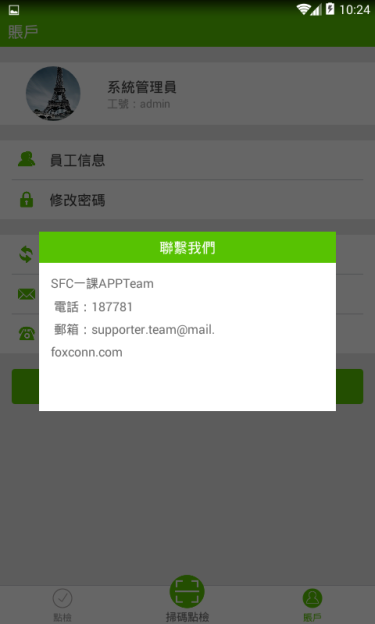 10:24
賬戶
系統管理員
工號：admin
員工信息
修改密碼
聯繫我們
SFC一課APPTeam
電話：187781
郵箱：supporter.team@mail.
foxconn.com
點檢
掃碼點檢
賬戶